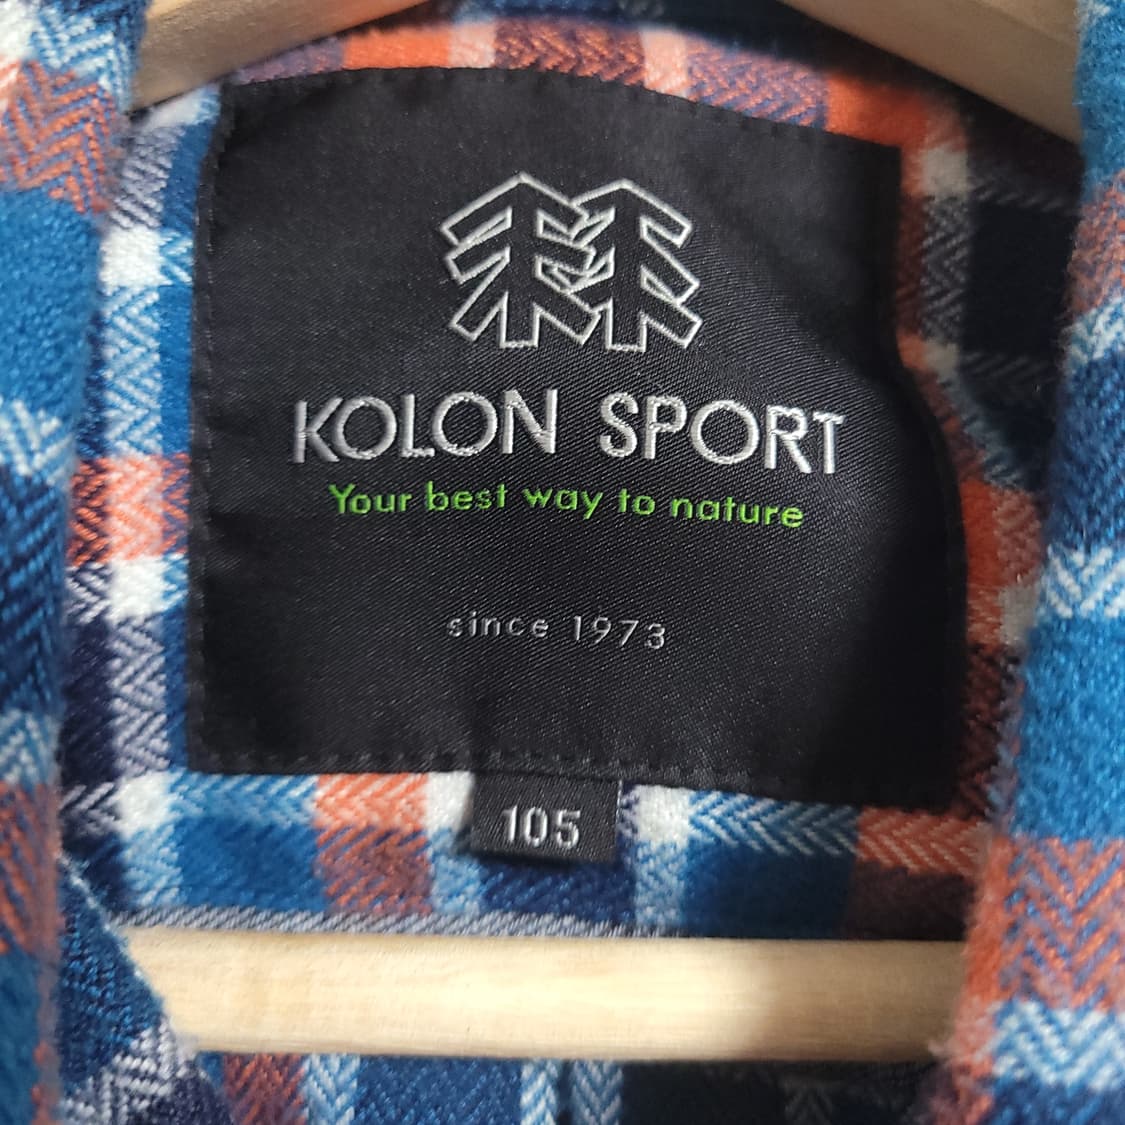 KOLON SPORT
Your best way to nature
since 1973
105